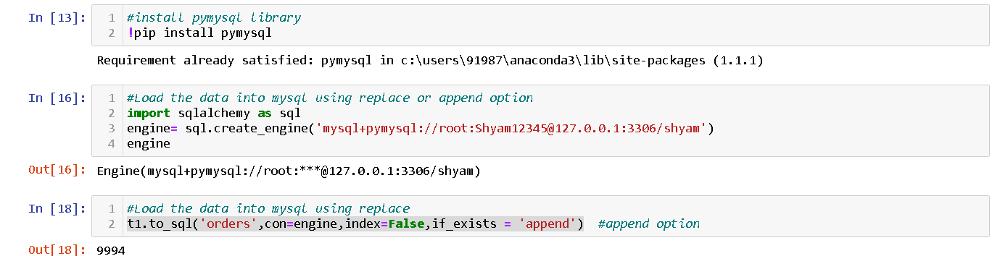 In [13]:
1 #install pymysql library
2 !pip install pymysql
Requirement already satisfied: pymysql in c:\users\91987\anaconda3\lib\site-packages (1.1.1)
In [16]:
1 #Load the data into mysql using replace or append option
2 import sqlalchemy as sql
3 engine= sql.create_engine('mysql+pymysql://root:Shyam12345@127.0.0.1:3306/shyam')
4 engine
Out[16]: Engine(mysql+pymysql://root:***@127.0.0.1:3306/shyam)
In [18]:
1 #Load the data into mysql using replace
2 t1.to_sql('orders',con=engine,index=False,if_exists = 'append')  #append option
Out[18]: 9994